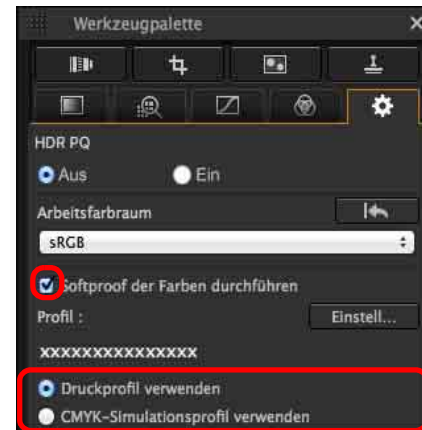 Werkzeugpalette
HDR PQ
Aus Ein
Arbeitsfarbraum
sRGB
Softproof der Farben durchführen
Profil : Einstell...
xxxxxxxxxxxxxxx
Druckprofil verwenden
CMYK-Simulationsprofil verwenden